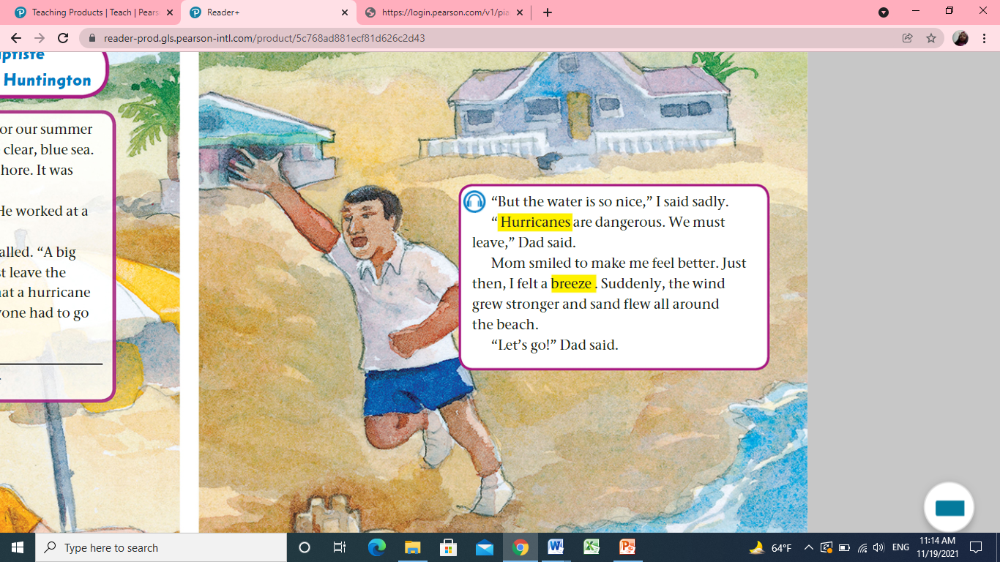 Teaching Products | Teach | Pears
Reader+
https://login.pearson.com/v1/pia
reader-prod.gls.pearson-intl.com/product/5c768ad881ecf81d626c2d43
Huntington
or our summer
clear, blue sea.
hore. It was
He worked at a
alled. “A big
st leave the
hat a hurricane
yone had to go
“But the water is so nice,” I said sadly.
“Hurricanes are dangerous. We must
leave,” Dad said.
Mom smiled to make me feel better. Just
then, I felt a breeze . Suddenly, the wind
grew stronger and sand flew all around
the beach.
“Let’s go!” Dad said.
Type here to search
64°F
ENG
11:14 AM
11/19/2021